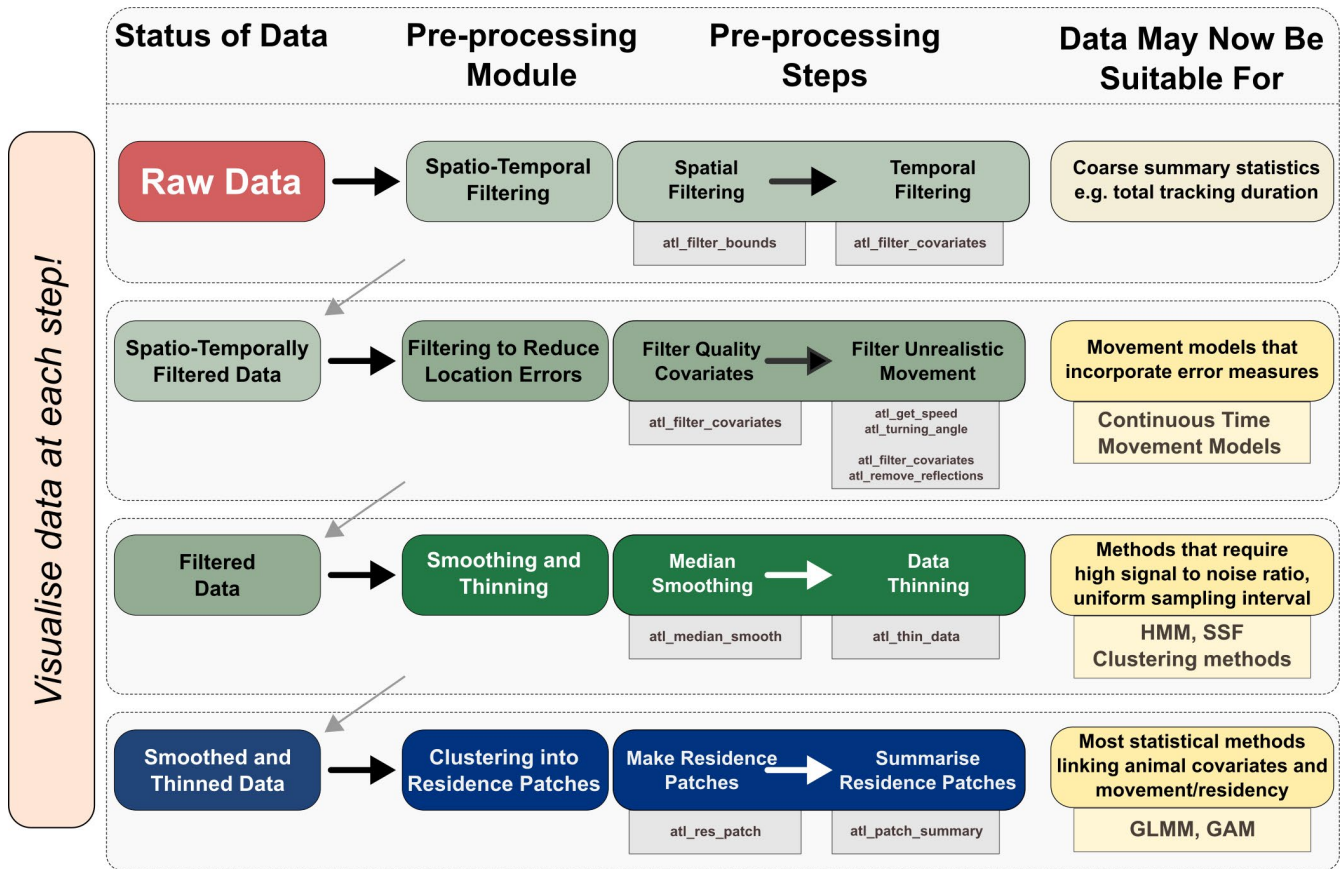 Status of Data
Pre-processing
Module
Pre-processing
Steps
Data May Now Be
Suitable For
Visualise data at each step!
Raw Data
Spatio-Temporal
Filtering
Spatial
Filtering
Temporal
Filtering
Coarse summary statistics
e.g. total tracking duration
atl_filter_bounds
atl_filter_covariates
Spatio-Temporally
Filtered Data
Filtering to Reduce
Location Errors
Filter Quality
Covariates
Filter Unrealistic
Movement
Movement models that
incorporate error measures
atl_filter_covariates
atl_get_speed
atl_turning_angle
atl_filter_covariates
atl_remove_reflections
Continuous Time
Movement Models
Filtered
Data
Smoothing and
Thinning
Median
Smoothing
Data
Thinning
Methods that require
high signal to noise ratio,
uniform sampling interval
atl_median_smooth
atl_thin_data
HMM, SSF
Clustering methods
Smoothed and
Thinned Data
Clustering into
Residence Patches
Make Residence
Patches
Summarise
Residence Patches
Most statistical methods
linking animal covariates and
movement/residency
atl_res_patch
atl_patch_summary
GLMM, GAM